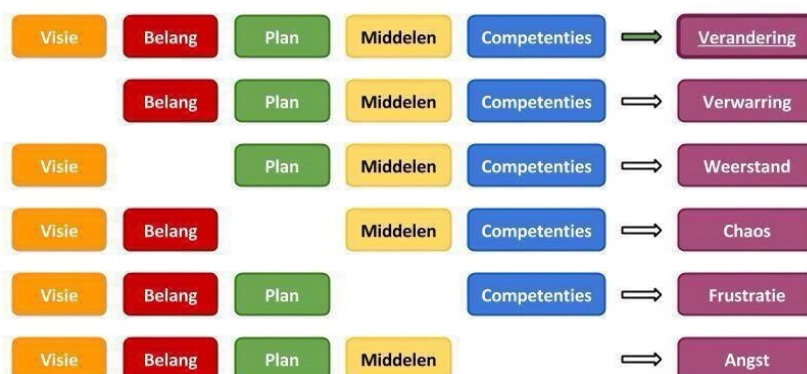 Visie Belang Plan Middelen Competenties Verandering
Belang Plan Middelen Competenties Verwarring
Visie Plan Middelen Competenties Weerstand
Visie Belang Middelen Competenties Chaos
Visie Belang Plan Competenties Frustratie
Visie Belang Plan Middelen Angst